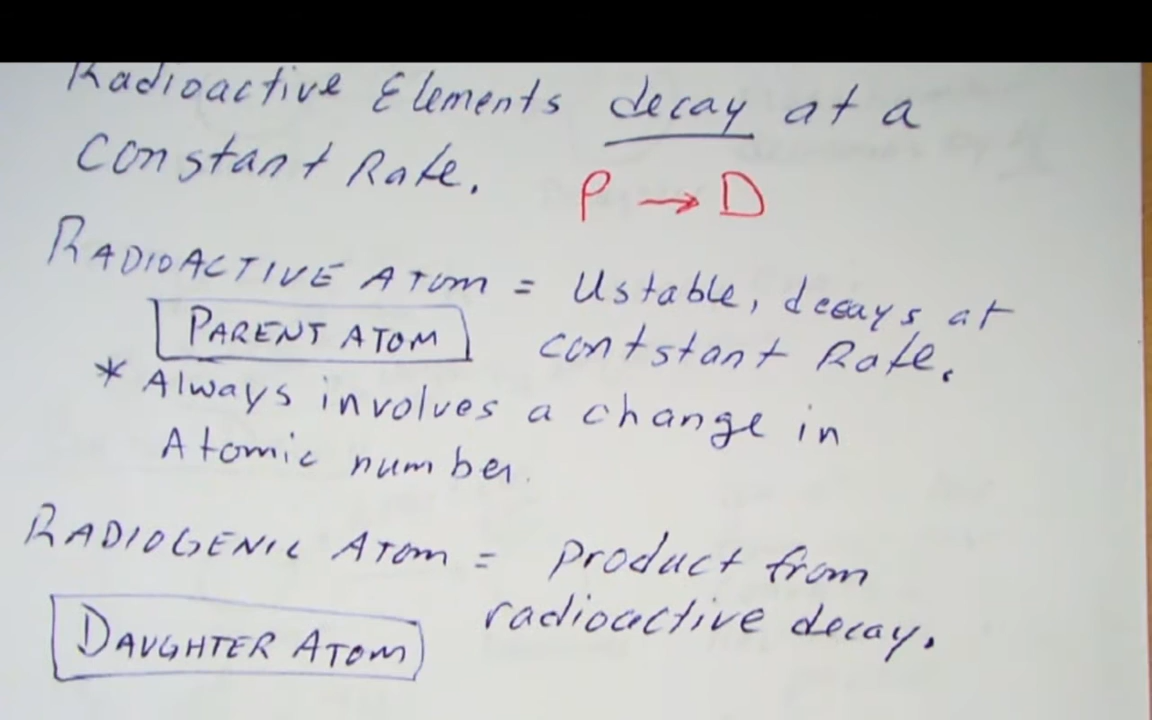 Radioactive Elements decay at a
Constant Rate.
P → D
RADIOACTIVE ATOM = Ustable, decays at
PARENT ATOM contstant Rate.
* Always involves a change in
Atomic number.
RADIOGENIC ATOM = Product from
DAUGHTER ATOM radioactive decay.